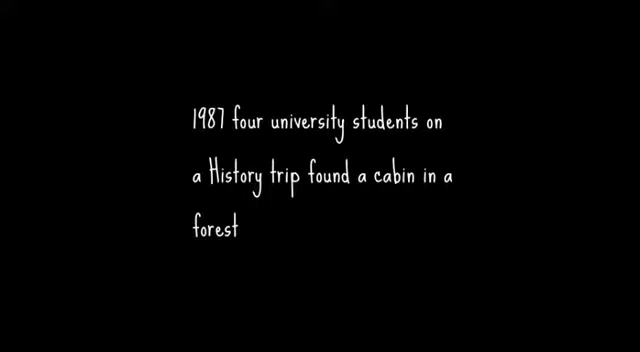 1987 four university students on
a History trip found a cabin in a
forest